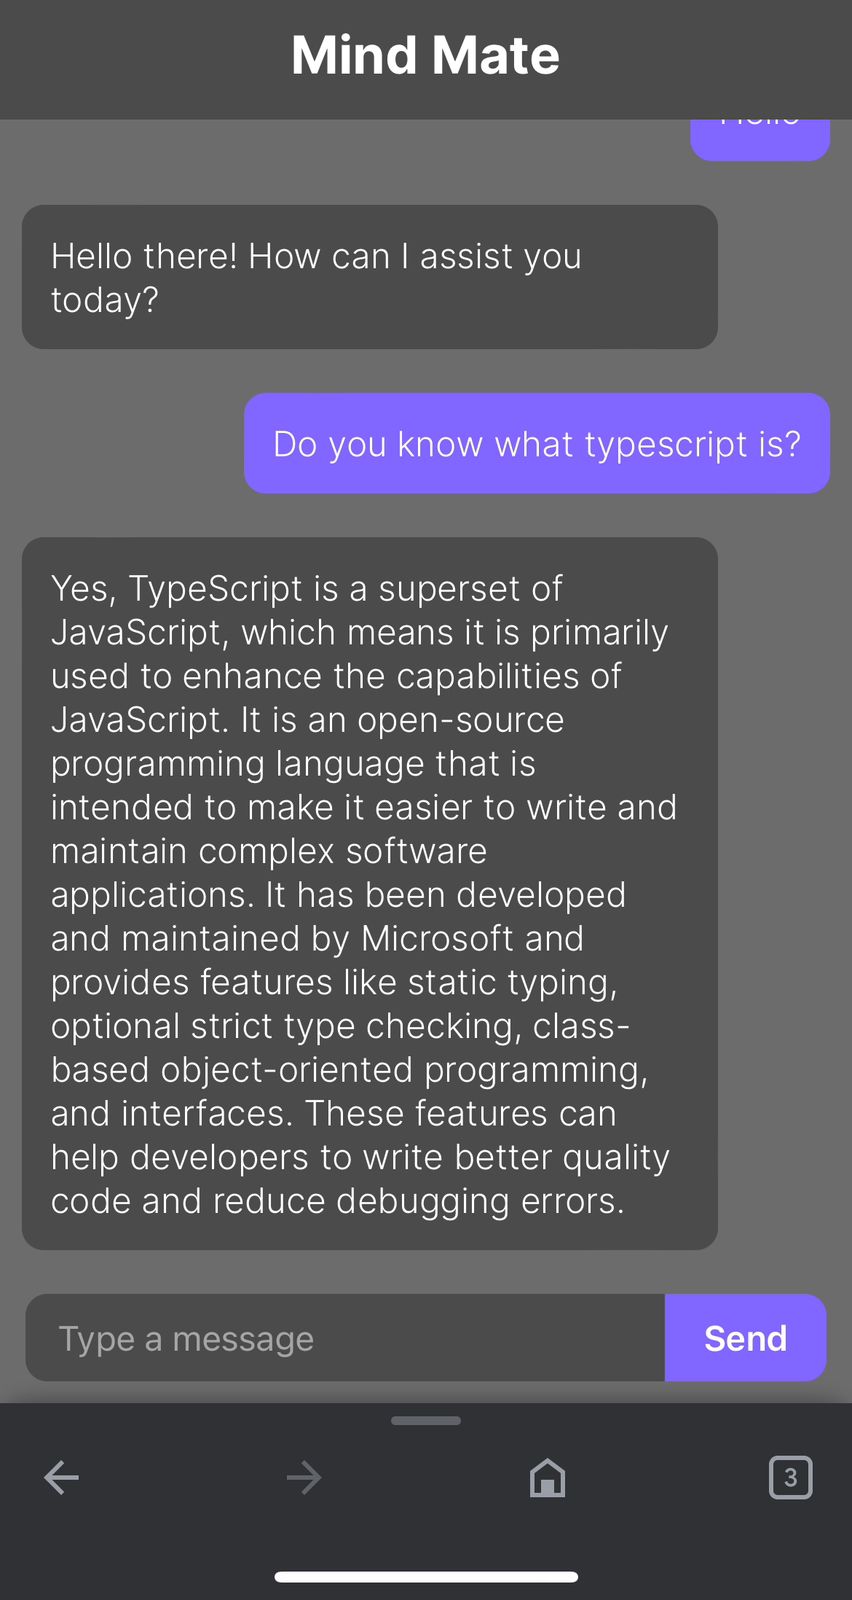 Mind Mate
Hello
Hello there! How can I assist you
today?
Do you know what typescript is?
Yes, TypeScript is a superset of
JavaScript, which means it is primarily
used to enhance the capabilities of
JavaScript. It is an open-source
programming language that is
intended to make it easier to write and
maintain complex software
applications. It has been developed
and maintained by Microsoft and
provides features like static typing,
optional strict type checking, class-
based object-oriented programming,
and interfaces. These features can
help developers to write better quality
code and reduce debugging errors.
Type a message
Send
3